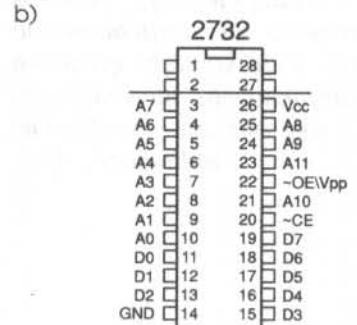 b)
2732
1 28
2 27
A7 3 26 Vcc
A6 4 25 A8
A5 5 24 A9
A4 6 23 A11
A3 7 22 ~OE\Vpp
A2 8 21 A10
A1 9 20 ~CE
A0 10 19 D7
D0 11 18 D6
D1 12 17 D5
D2 13 16 D4
GND 14 15 D3